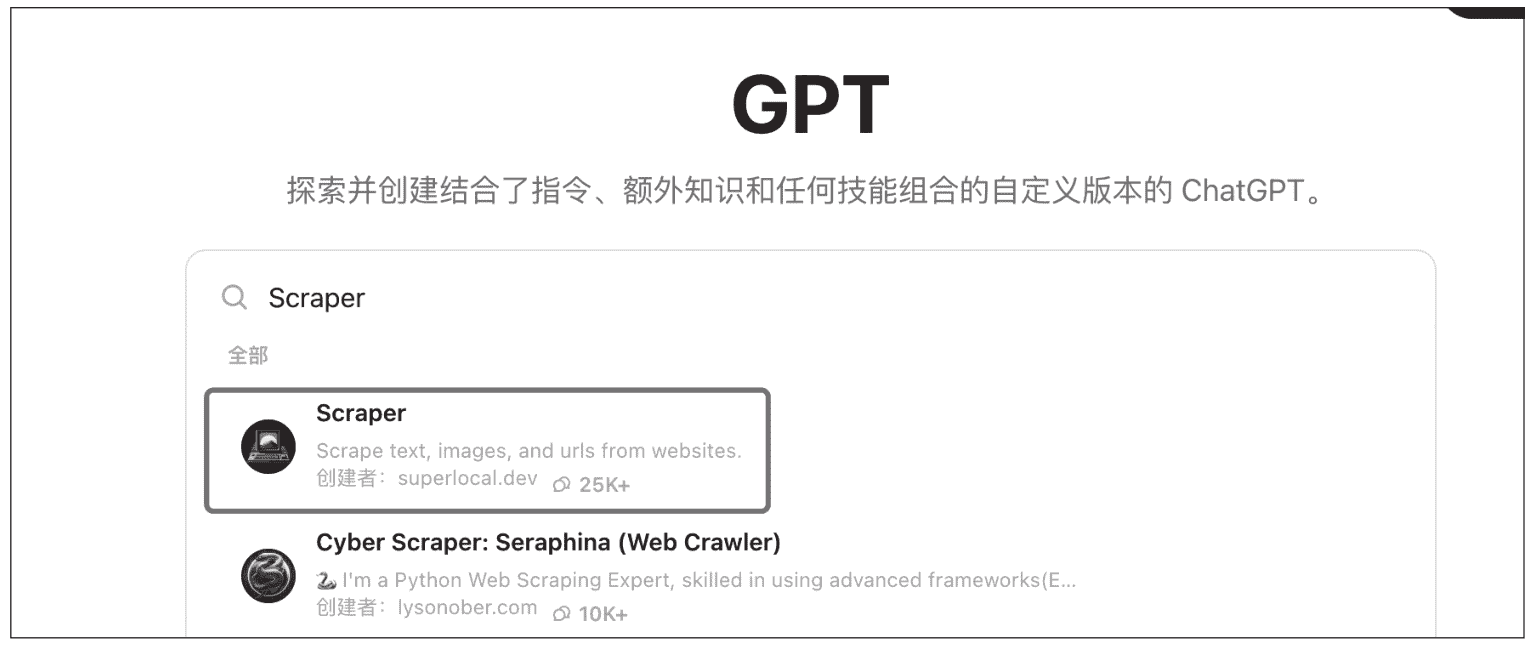 GPT
探索并创建结合了指令、额外知识和任何技能组合的自定义版本的 ChatGPT。
Scraper
全部
Scraper
Scrape text, images, and urls from websites.
创建者：superlocal.dev 25K+
Cyber Scraper: Seraphina (Web Crawler)
🐍 I'm a Python Web Scraping Expert, skilled in using advanced frameworks(E...
创建者：lysonober.com 10K+